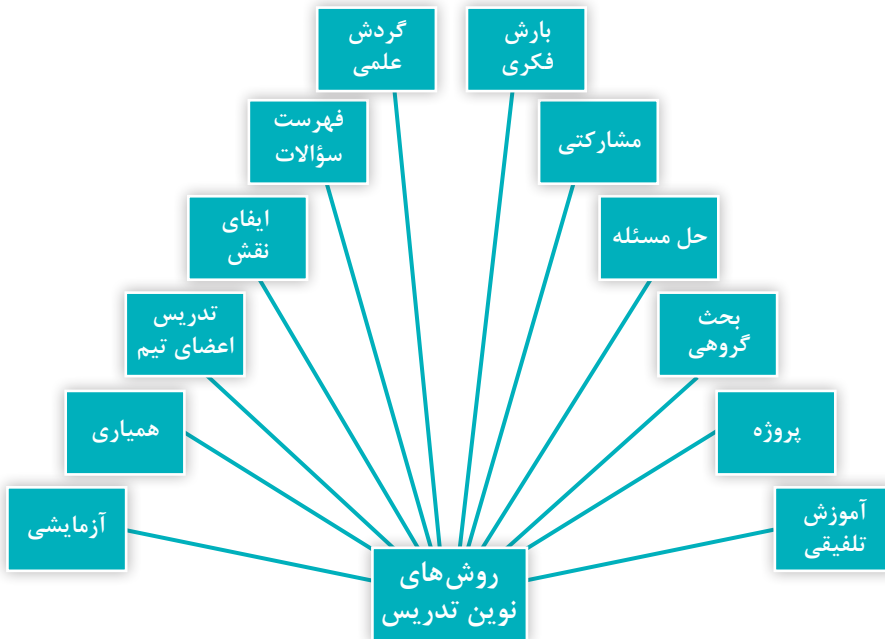 بارش
فکری
گردش
علمی
مشارکتی
فهرست
سؤالات
حل مسئله
ایفای
نقش
بحث
گروهی
تدریس
اعضای تیم
پروژه
همیاری
آموزش
تلفیقی
آزمایشی
روش‌های
نوین تدریس